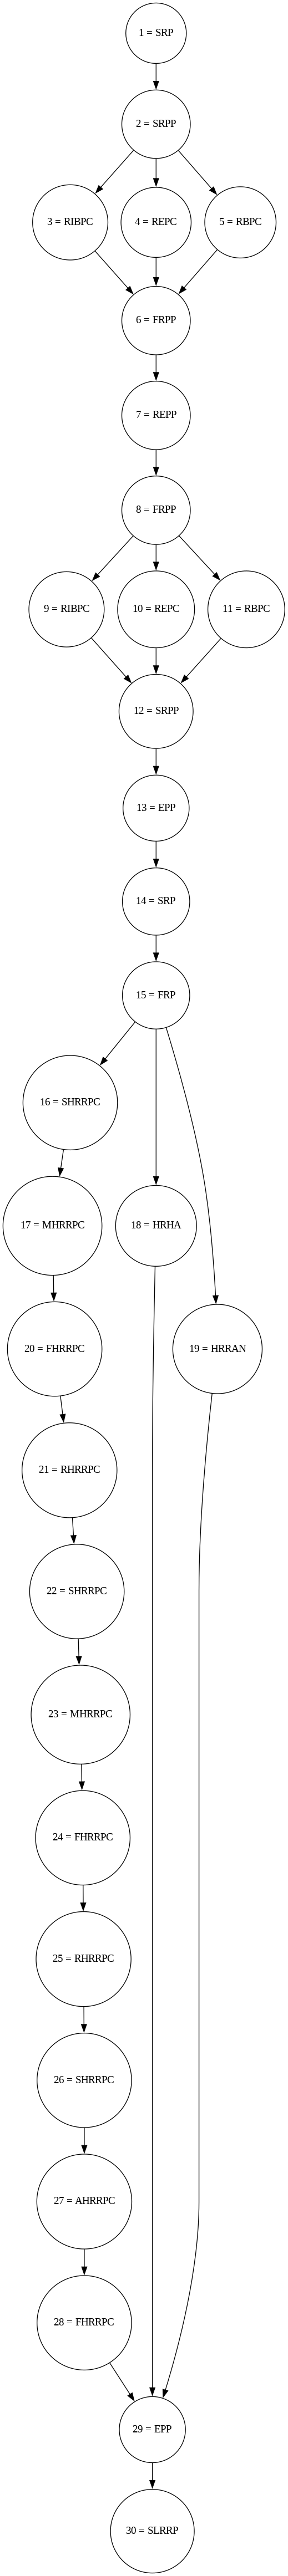 1 = SRP
2 = SRPP
3 = RIBPC
4 = REPC
5 = RBPC
6 = FRPP
7 = REPP
8 = FRPP
9 = RIBPC
10 = REPC
11 = RBPC
12 = SRPP
13 = EPP
14 = SRP
15 = FRP
16 = SHRRPC
17 = MHRRPC
18 = HRHA
19 = HRRAN
20 = FHRRPC
21 = RHRRPC
22 = SHRRPC
23 = MHRRPC
24 = FHRRPC
25 = RHRRPC
26 = SHRRPC
27 = AHRRPC
28 = FHRRPC
29 = EPP
30 = SLRRP